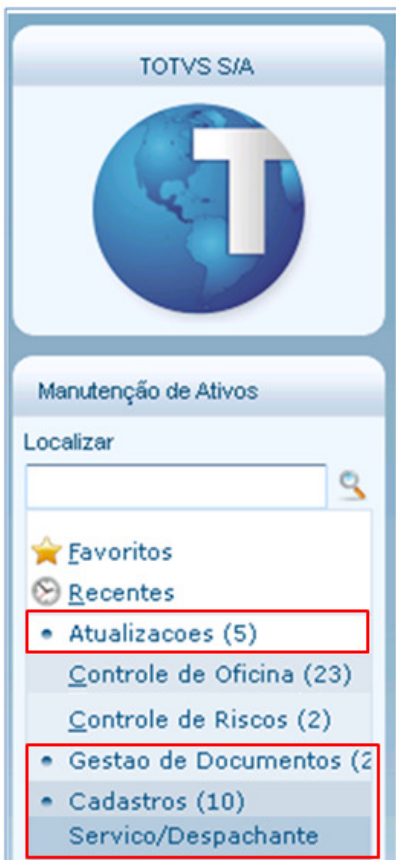 TOTVS S/A
T
Manutenção de Ativos
Localizar
Favoritos
Recentes
Atualizacoes (5)
Controle de Oficina (23)
Controle de Riscos (2)
Gestao de Documentos (2
Cadastros (10)
Servico/Despachante